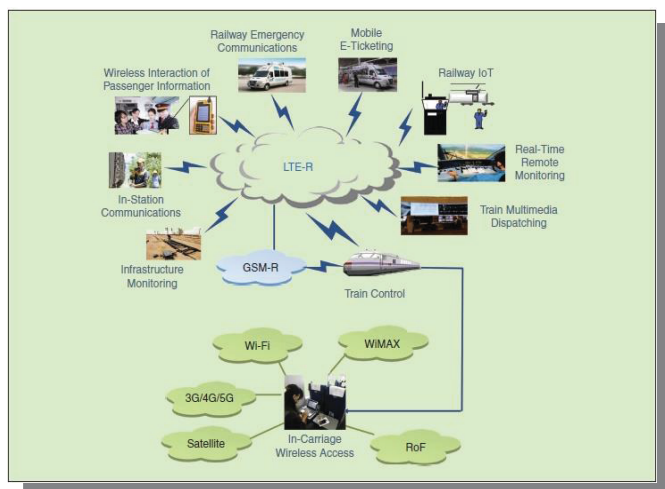 Railway Emergency
Communications
Mobile
E-Ticketing
Wireless Interaction of
Passenger Information
Railway IoT
LTE-R
Real-Time
Remote
Monitoring
In-Station
Communications
Train Multimedia
Dispatching
Infrastructure
Monitoring
GSM-R
Train Control
Wi-Fi
WiMAX
3G/4G/5G
Satellite
In-Carriage
Wireless Access
RoF